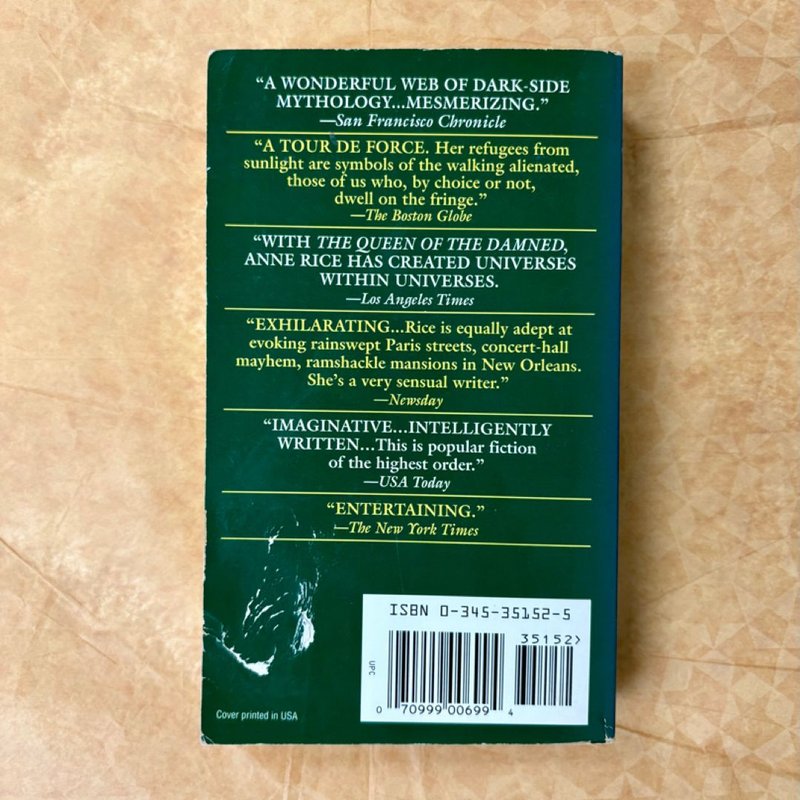 “A WONDERFUL WEB OF DARK-SIDE
MYTHOLOGY...MESMERIZING.”
—San Francisco Chronicle
“A TOUR DE FORCE. Her refugees from
sunlight are symbols of the walking alienated,
those of us who, by choice or not,
dwell on the fringe.”
—The Boston Globe
“WITH THE QUEEN OF THE DAMNED,
ANNE RICE HAS CREATED UNIVERSES
WITHIN UNIVERSES.
—Los Angeles Times
“EXHILARATING...Rice is equally adept at
evoking rainswept Paris streets, concert-hall
mayhem, ramshackle mansions in New Orleans.
She’s a very sensual writer.”
—Newsday
“IMAGINATIVE...INTELLIGENTLY
WRITTEN...This is popular fiction
of the highest order.”
—USA Today
“ENTERTAINING.”
—The New York Times
ISBN 0-345-35152-5
35152>
UPC
0 70999 00699 4
Cover printed in USA